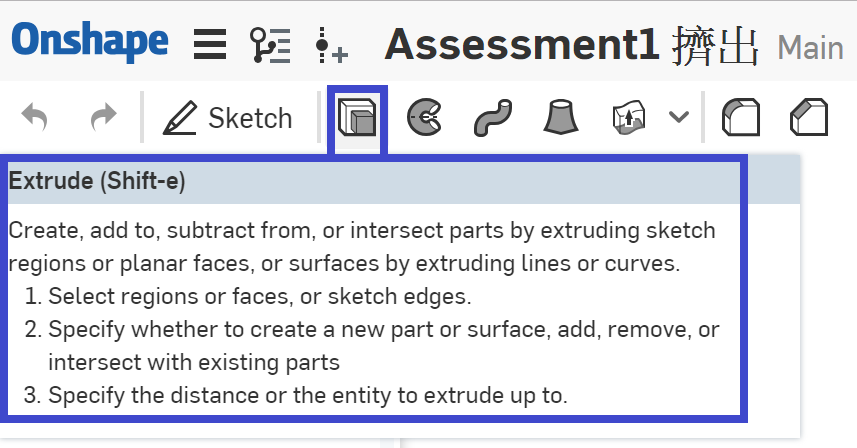 Onshape Assessment1 擠出 Main
Sketch
Extrude (Shift-e)
Create, add to, subtract from, or intersect parts by extruding sketch
regions or planar faces, or surfaces by extruding lines or curves.
1. Select regions or faces, or sketch edges.
2. Specify whether to create a new part or surface, add, remove, or
intersect with existing parts
3. Specify the distance or the entity to extrude up to.